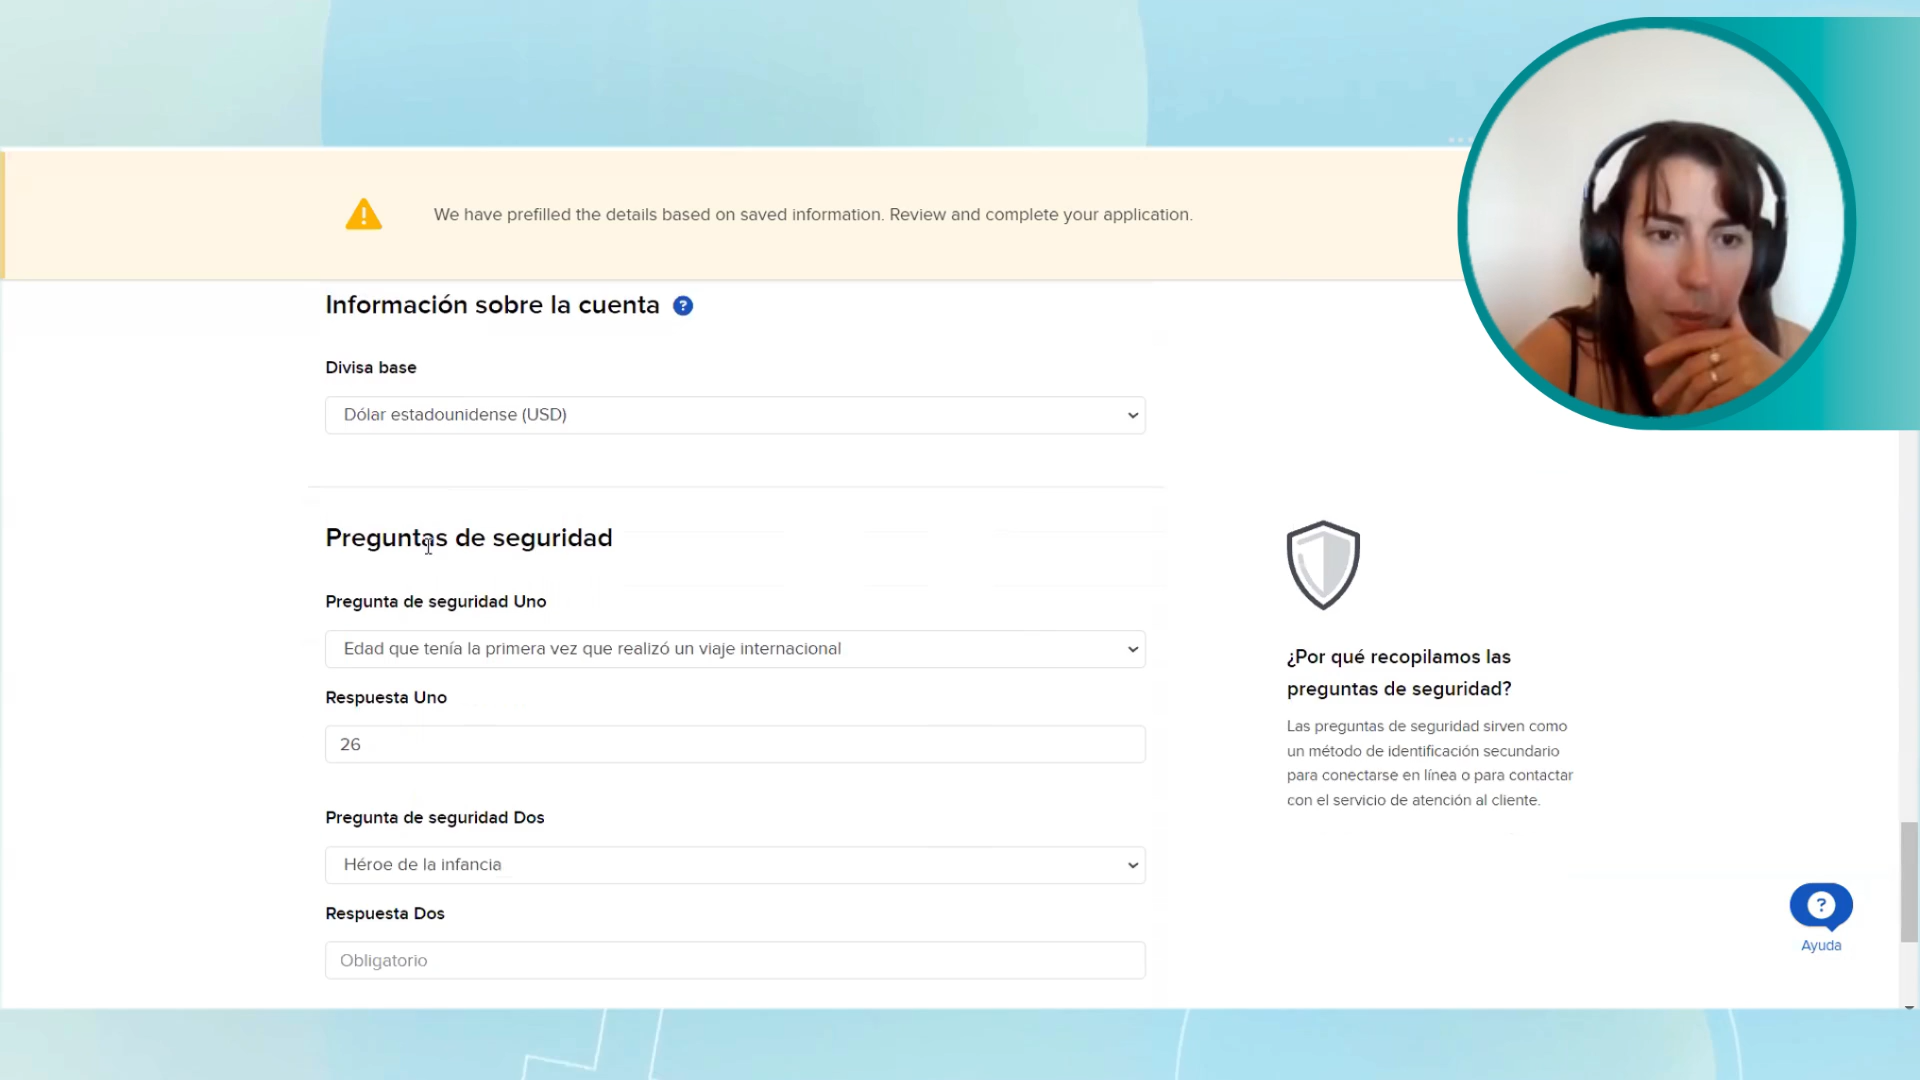 We have prefilled the details based on saved information. Review and complete your application.
Información sobre la cuenta ?
Divisa base
Dólar estadounidense (USD)
Preguntas de seguridad
Pregunta de seguridad Uno
Edad que tenía la primera vez que realizó un viaje internacional
Respuesta Uno
26
Pregunta de seguridad Dos
Héroe de la infancia
Respuesta Dos
Obligatorio
¿Por qué recopilamos las
preguntas de seguridad?
Las preguntas de seguridad sirven como
un método de identificación secundario
para conectarse en línea o para contactar
con el servicio de atención al cliente.
?
Ayuda